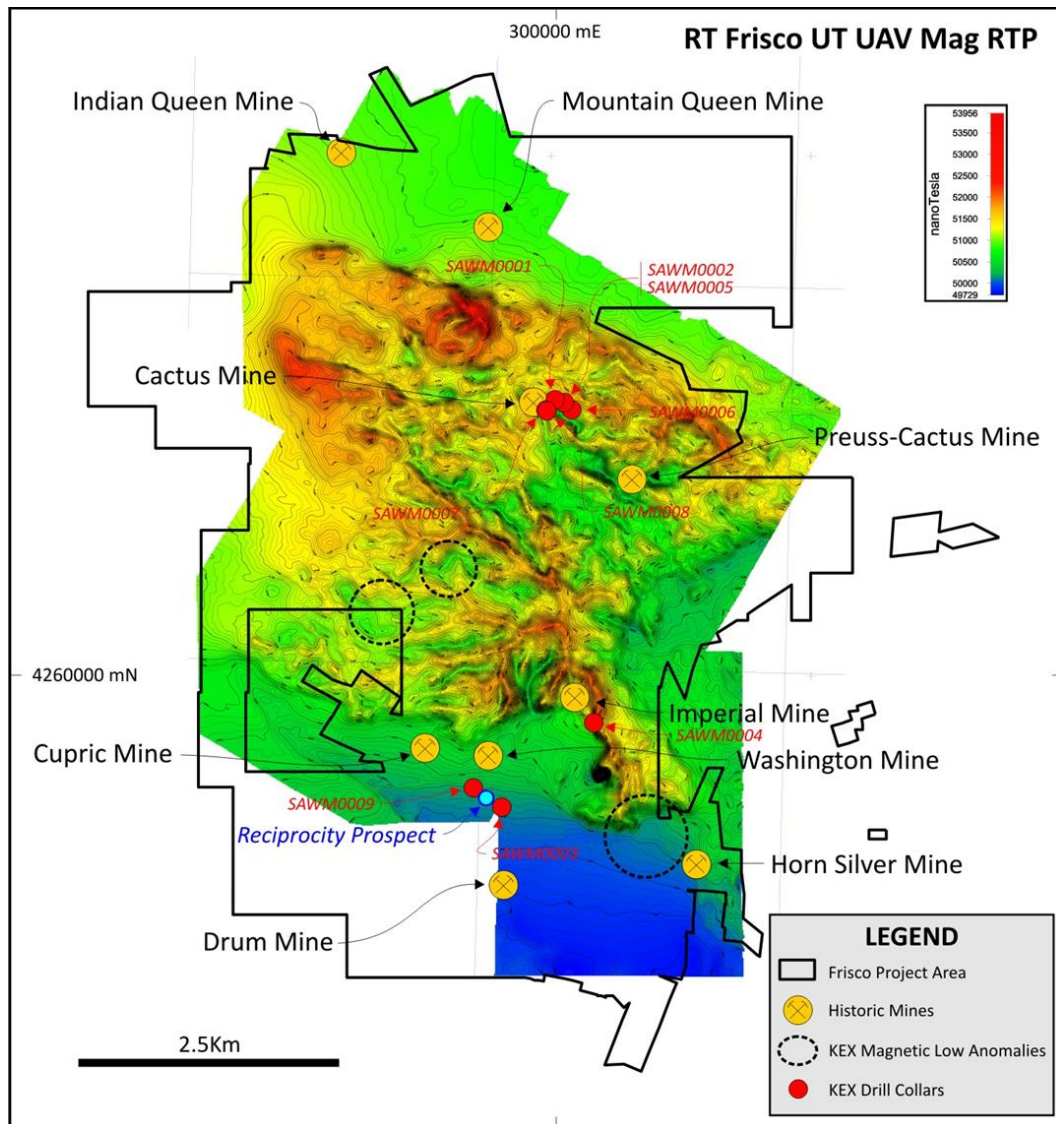 300000 mE
RT Frisco UT UAV Mag RTP
Indian Queen Mine
Mountain Queen Mine
53956
53500
53000
52500
52000
51500
51000
50500
50000
49729
nanoTesla
SAWM0001
SAWM0002
SAWM0005
Cactus Mine
SAWM0006
Preuss-Cactus Mine
SAWM0007
SAWM0008
4260000 mN
Imperial Mine
SAWM0004
Cupric Mine
Washington Mine
SAWM0009
Reciprocity Prospect
SAWM0003
Horn Silver Mine
Drum Mine
LEGEND
Frisco Project Area
Historic Mines
KEX Magnetic Low Anomalies
KEX Drill Collars
2.5Km